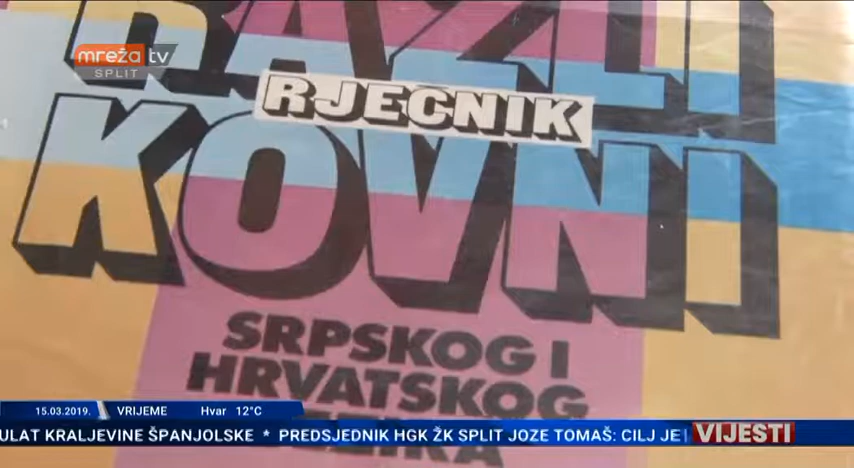 mreža tv
SPLIT
RAZLI
RJEČNIK
KOVNI
SRPSKOG I
HRVATSKOG
15.03.2019. VRIJEME Hvar 12°C
ULAT KRALJEVINE ŠPANJOLSKE * PREDSJEDNIK HGK ŽK SPLIT JOZE TOMAŠ: CILJ JE
VIJESTI